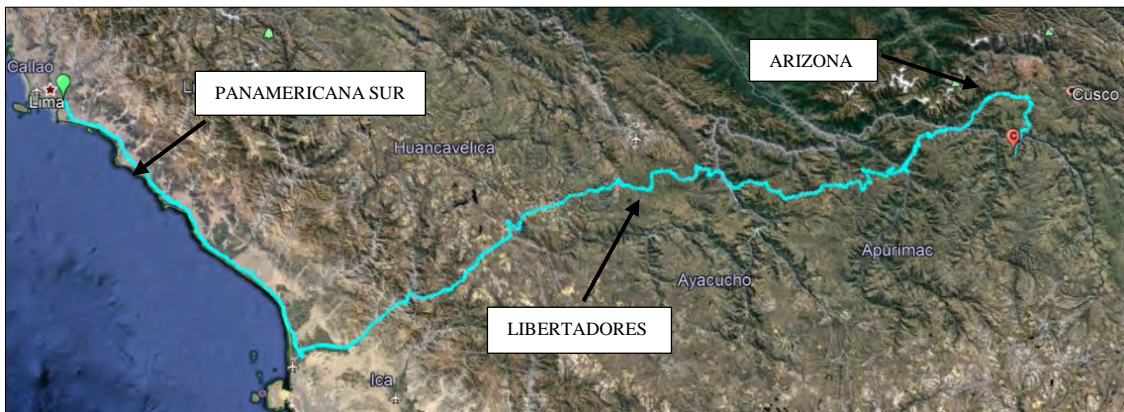 ARIZONA
Callao
Lima
PANAMERICANA SUR
Cusco
Huancavelica
C
Apurimac
Ayacucho
LIBERTADORES
Ica